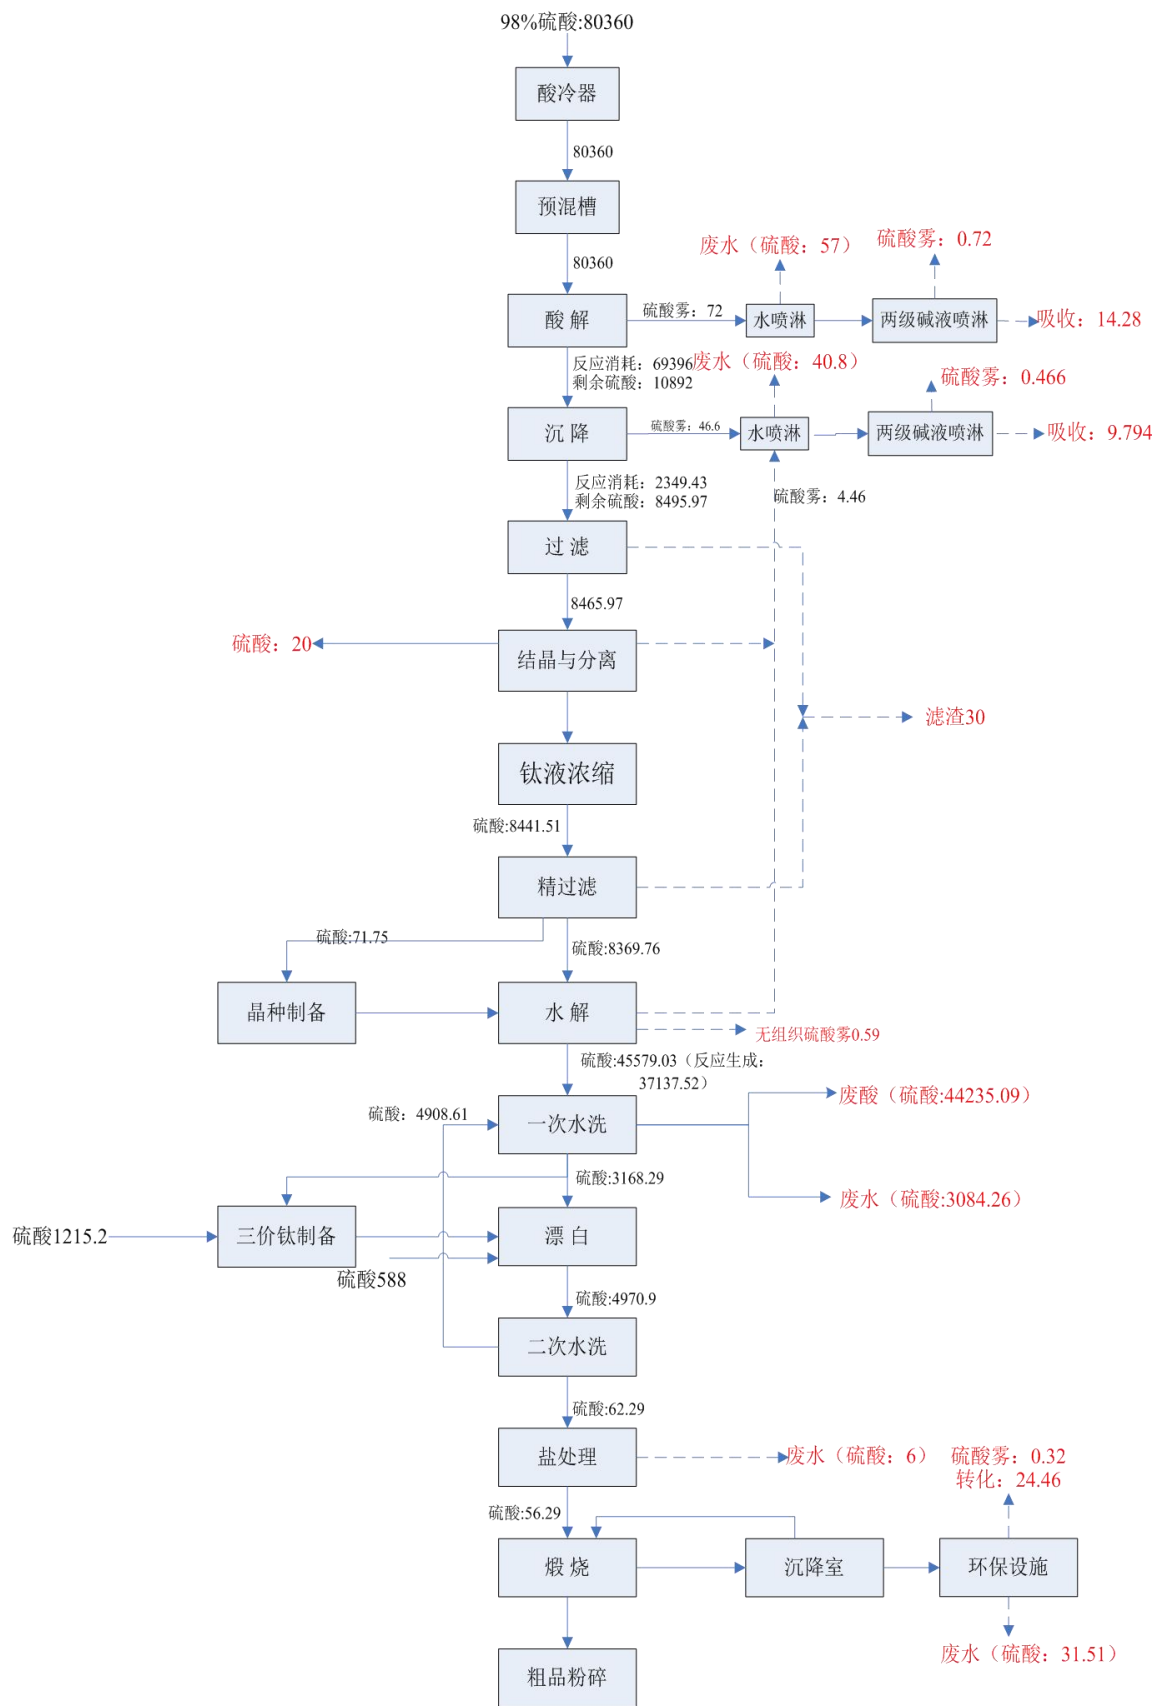 98%硫酸:80360
酸冷器
80360
预混槽
80360
废水（硫酸：57）
硫酸雾：0.72
酸 解
硫酸雾：72
水喷淋
两级碱液喷淋
吸收：14.28
反应消耗：69396
剩余硫酸：10892
废水（硫酸：40.8）
硫酸雾：0.466
沉 降
硫酸雾：46.6
水喷淋
两级碱液喷淋
吸收：9.794
反应消耗：2349.43
剩余硫酸：8495.97
硫酸雾：4.46
过 滤
8465.97
硫酸：20
结晶与分离
滤渣30
钛液浓缩
硫酸:8441.51
精过滤
硫酸:71.75
硫酸:8369.76
晶种制备
水 解
无组织硫酸雾0.59
硫酸:45579.03（反应生成：
37137.52）
废酸（硫酸:44235.09）
硫酸：4908.61
一次水洗
硫酸:3168.29
废水（硫酸:3084.26）
硫酸1215.2
三价钛制备
漂 白
硫酸588
硫酸:4970.9
二次水洗
硫酸:62.29
盐处理
废水（硫酸：6）
硫酸雾：0.32
转化：24.46
硫酸:56.29
煅 烧
沉降室
环保设施
废水（硫酸：31.51）
粗品粉碎